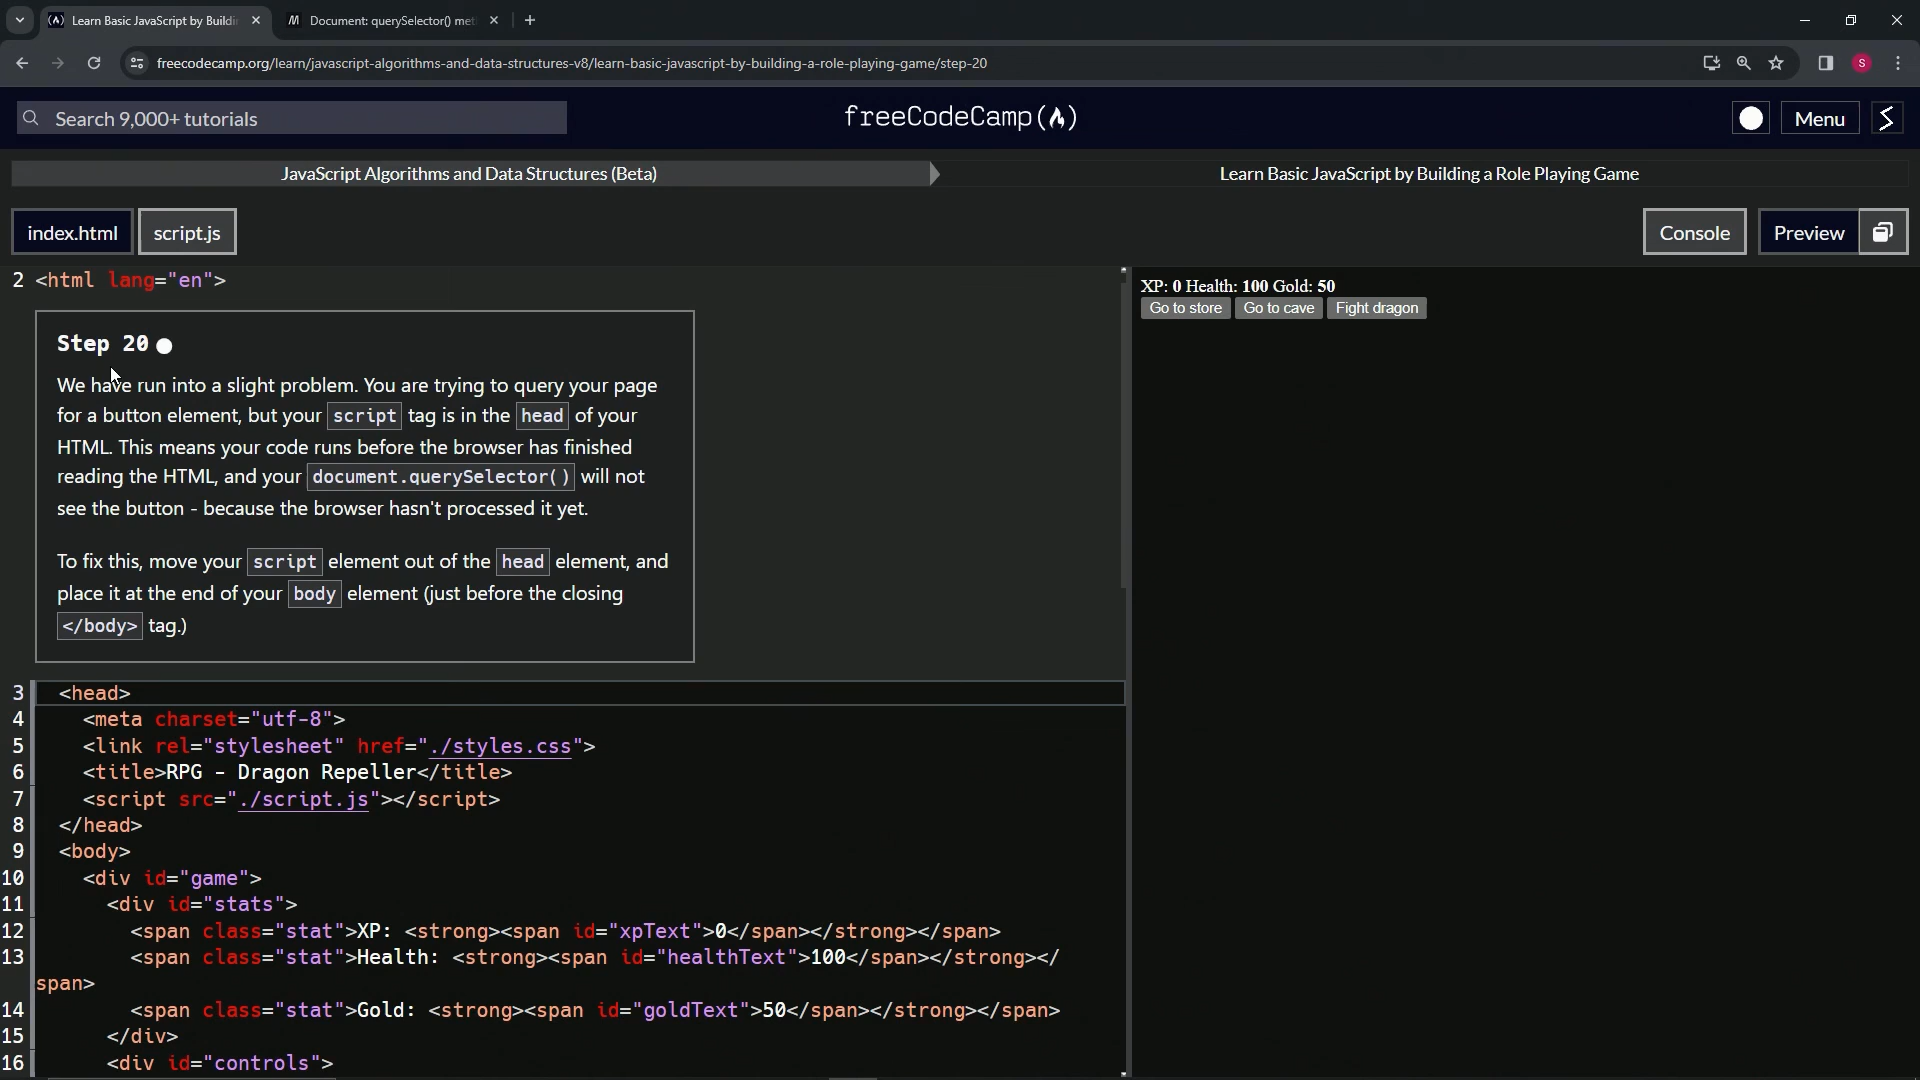 Learn Basic JavaScript by Buildi
Document: querySelector() met
freecodecamp.org/learn/javascript-algorithms-and-data-structures-v8/learn-basic-javascript-by-building-a-role-playing-game/step-20
S
Search 9,000+ tutorials
freeCodeCamp
Menu
JavaScript Algorithms and Data Structures (Beta)
Learn Basic JavaScript by Building a Role Playing Game
index.html
script.js
Console
Preview
2 <html lang="en">
Step 20
We have run into a slight problem. You are trying to query your page
for a button element, but your script tag is in the head of your
HTML. This means your code runs before the browser has finished
reading the HTML, and your document.querySelector() will not
see the button - because the browser hasn't processed it yet.
To fix this, move your script element out of the head element, and
place it at the end of your body element (just before the closing
</body> tag.)
3 <head>
4 <meta charset="utf-8">
5 <link rel="stylesheet" href="./styles.css">
6 <title>RPG - Dragon Repeller</title>
7 <script src="./script.js"></script>
8 </head>
9 <body>
10 <div id="game">
11 <div id="stats">
12 <span class="stat">XP: <strong><span id="xpText">0</span></strong></span>
13 <span class="stat">Health: <strong><span id="healthText">100</span></strong></
span>
14 <span class="stat">Gold: <strong><span id="goldText">50</span></strong></span>
15 </div>
16 <div id="controls">
XP: 0 Health: 100 Gold: 50
Go to store
Go to cave
Fight dragon